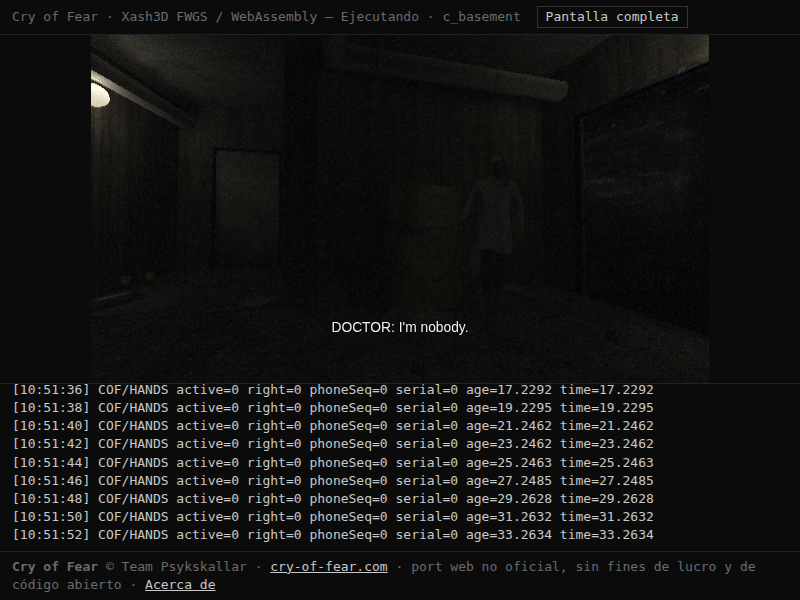 Cry of Fear · Xash3D FWGS / WebAssembly — Ejecutando · c_basement
Pantalla completa
DOCTOR: I'm nobody.
[10:51:36] COF/HANDS active=0 right=0 phoneSeq=0 serial=0 age=17.2292 time=17.2292
[10:51:38] COF/HANDS active=0 right=0 phoneSeq=0 serial=0 age=19.2295 time=19.2295
[10:51:40] COF/HANDS active=0 right=0 phoneSeq=0 serial=0 age=21.2462 time=21.2462
[10:51:42] COF/HANDS active=0 right=0 phoneSeq=0 serial=0 age=23.2462 time=23.2462
[10:51:44] COF/HANDS active=0 right=0 phoneSeq=0 serial=0 age=25.2463 time=25.2463
[10:51:46] COF/HANDS active=0 right=0 phoneSeq=0 serial=0 age=27.2485 time=27.2485
[10:51:48] COF/HANDS active=0 right=0 phoneSeq=0 serial=0 age=29.2628 time=29.2628
[10:51:50] COF/HANDS active=0 right=0 phoneSeq=0 serial=0 age=31.2632 time=31.2632
[10:51:52] COF/HANDS active=0 right=0 phoneSeq=0 serial=0 age=33.2634 time=33.2634
Cry of Fear © Team Psykskallar · cry-of-fear.com · port web no oficial, sin fines de lucro y de
código abierto · Acerca de